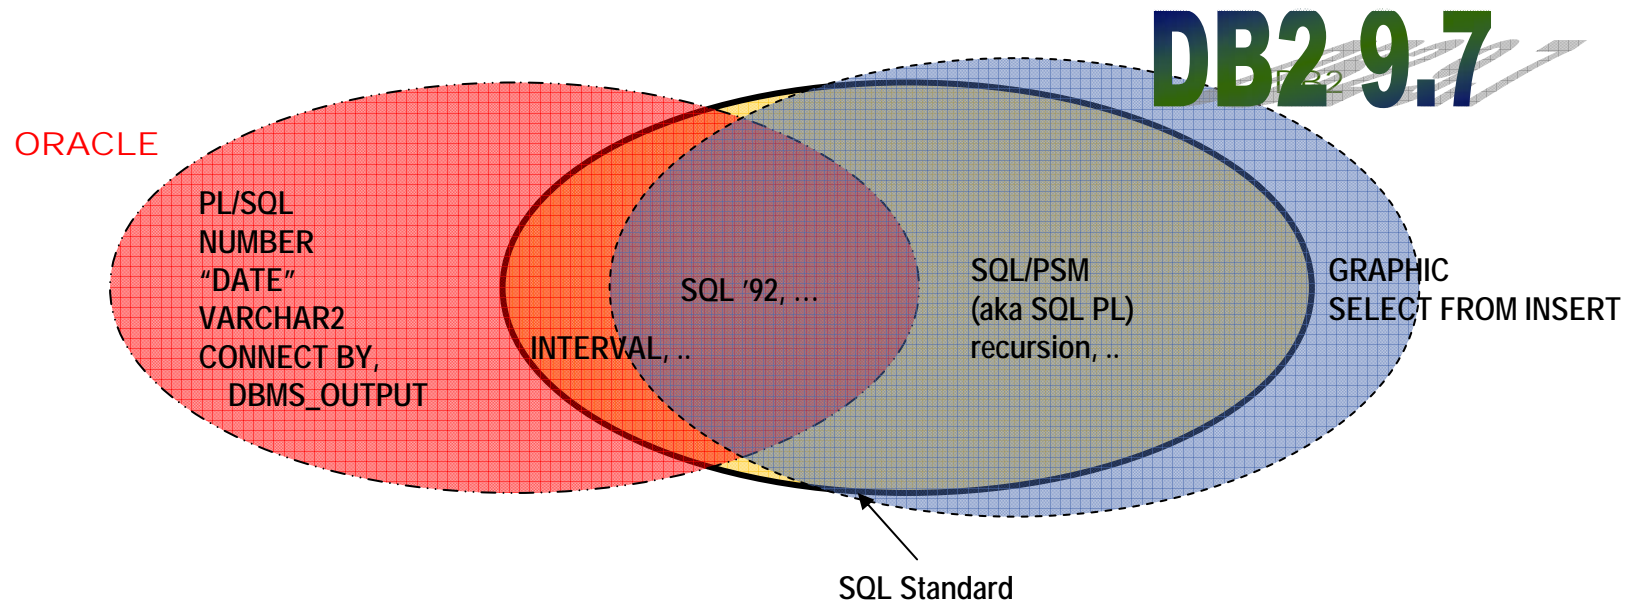 DB2 9.7
DB2
ORACLE
PL/SQL
NUMBER
“DATE”
VARCHAR2
CONNECT BY,
DBMS_OUTPUT
INTERVAL, ..
SQL ’92, …
SQL/PSM
(aka SQL PL)
recursion, ..
GRAPHIC
SELECT FROM INSERT
SQL Standard